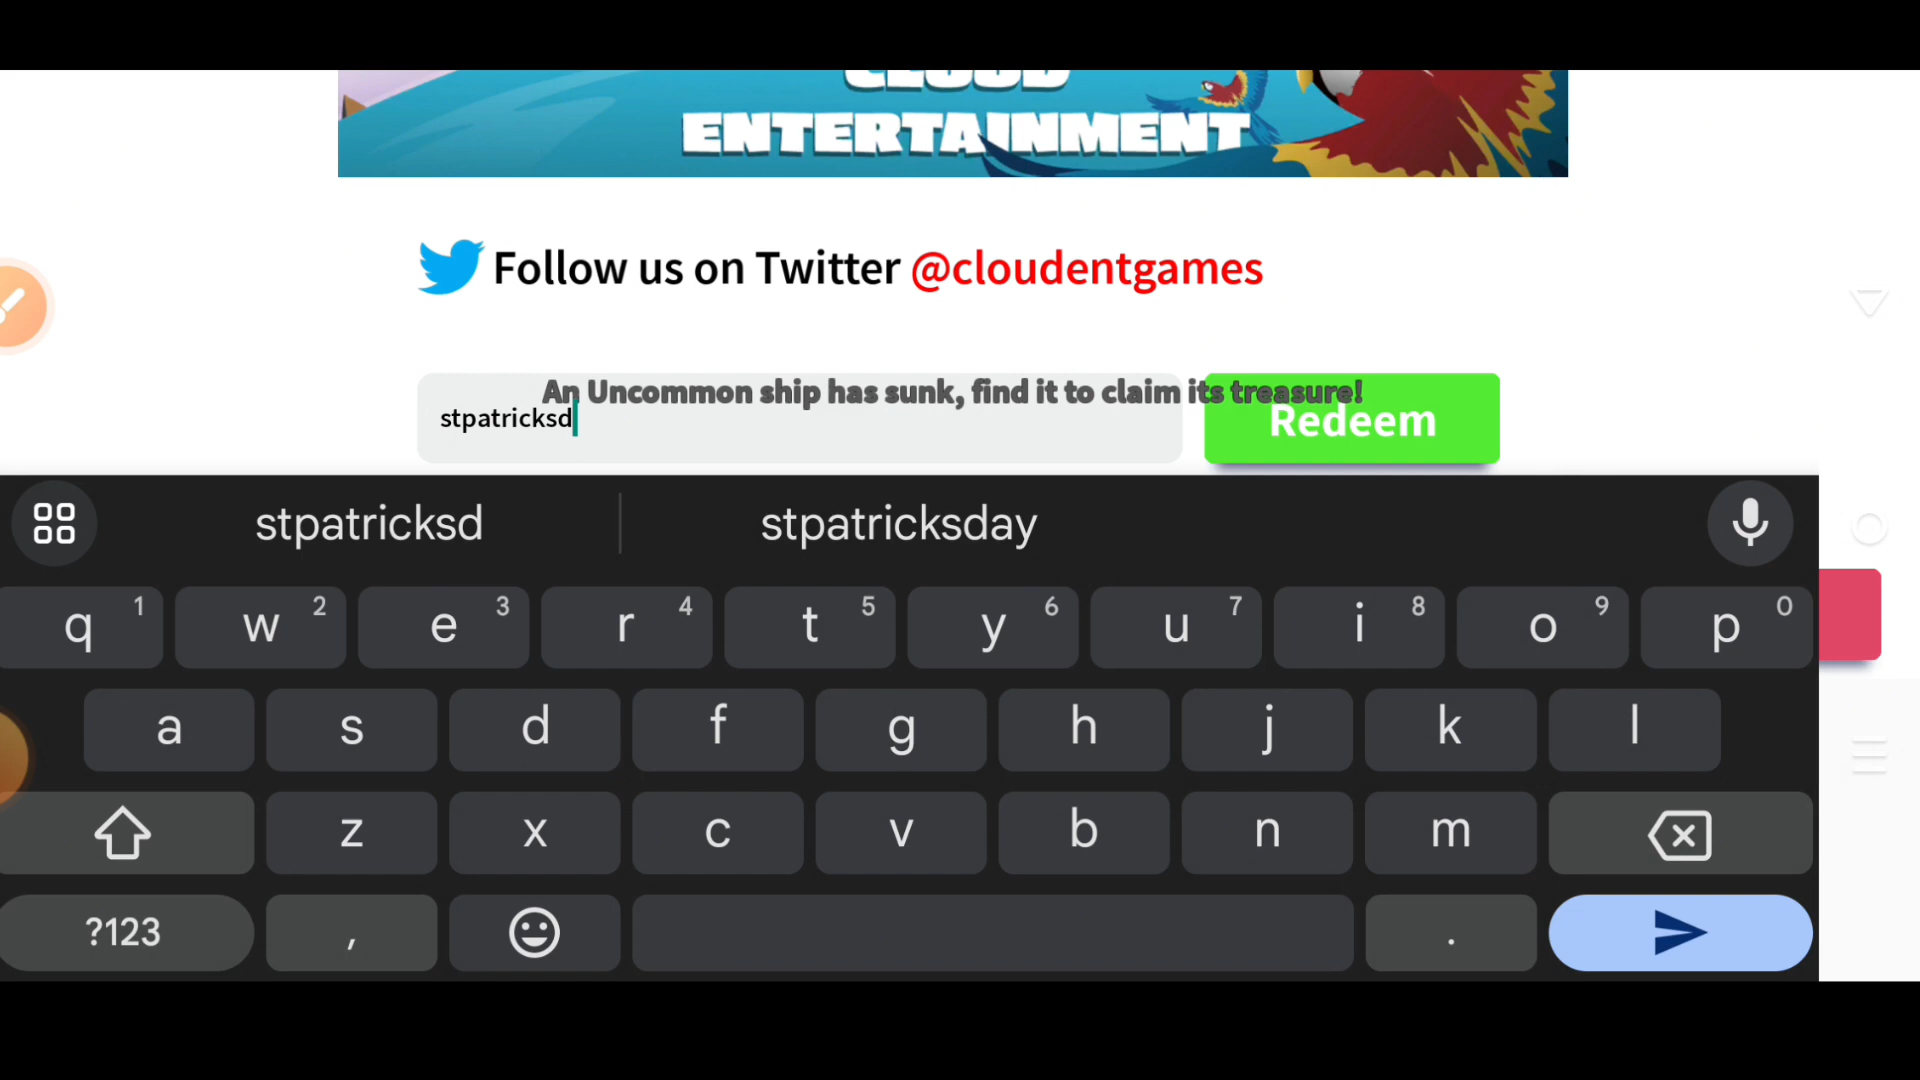 CLOUD
ENTERTAINMENT
Follow us on Twitter @cloudentgames
An Uncommon ship has sunk, find it to claim its treasure!
stpatricksd
Redeem
stpatricksd
stpatricksday
q 1 w 2 e 3 r 4 t 5 y 6 u 7 i 8 o 9 p 0
a s d f g h j k l
z x c v b n m
?123 , .